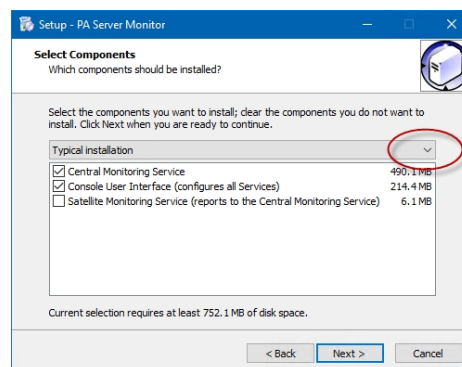 Setup - PA Server Monitor
Select Components
Which components should be installed?
Select the components you want to install; clear the components you do not want to
install. Click Next when you are ready to continue.
Typical installation
Central Monitoring Service 490.1 MB
Console User Interface (configures all Services) 214.4 MB
Satellite Monitoring Service (reports to the Central Monitoring Service) 6.1 MB
Current selection requires at least 752.1 MB of disk space.
< Back Next > Cancel